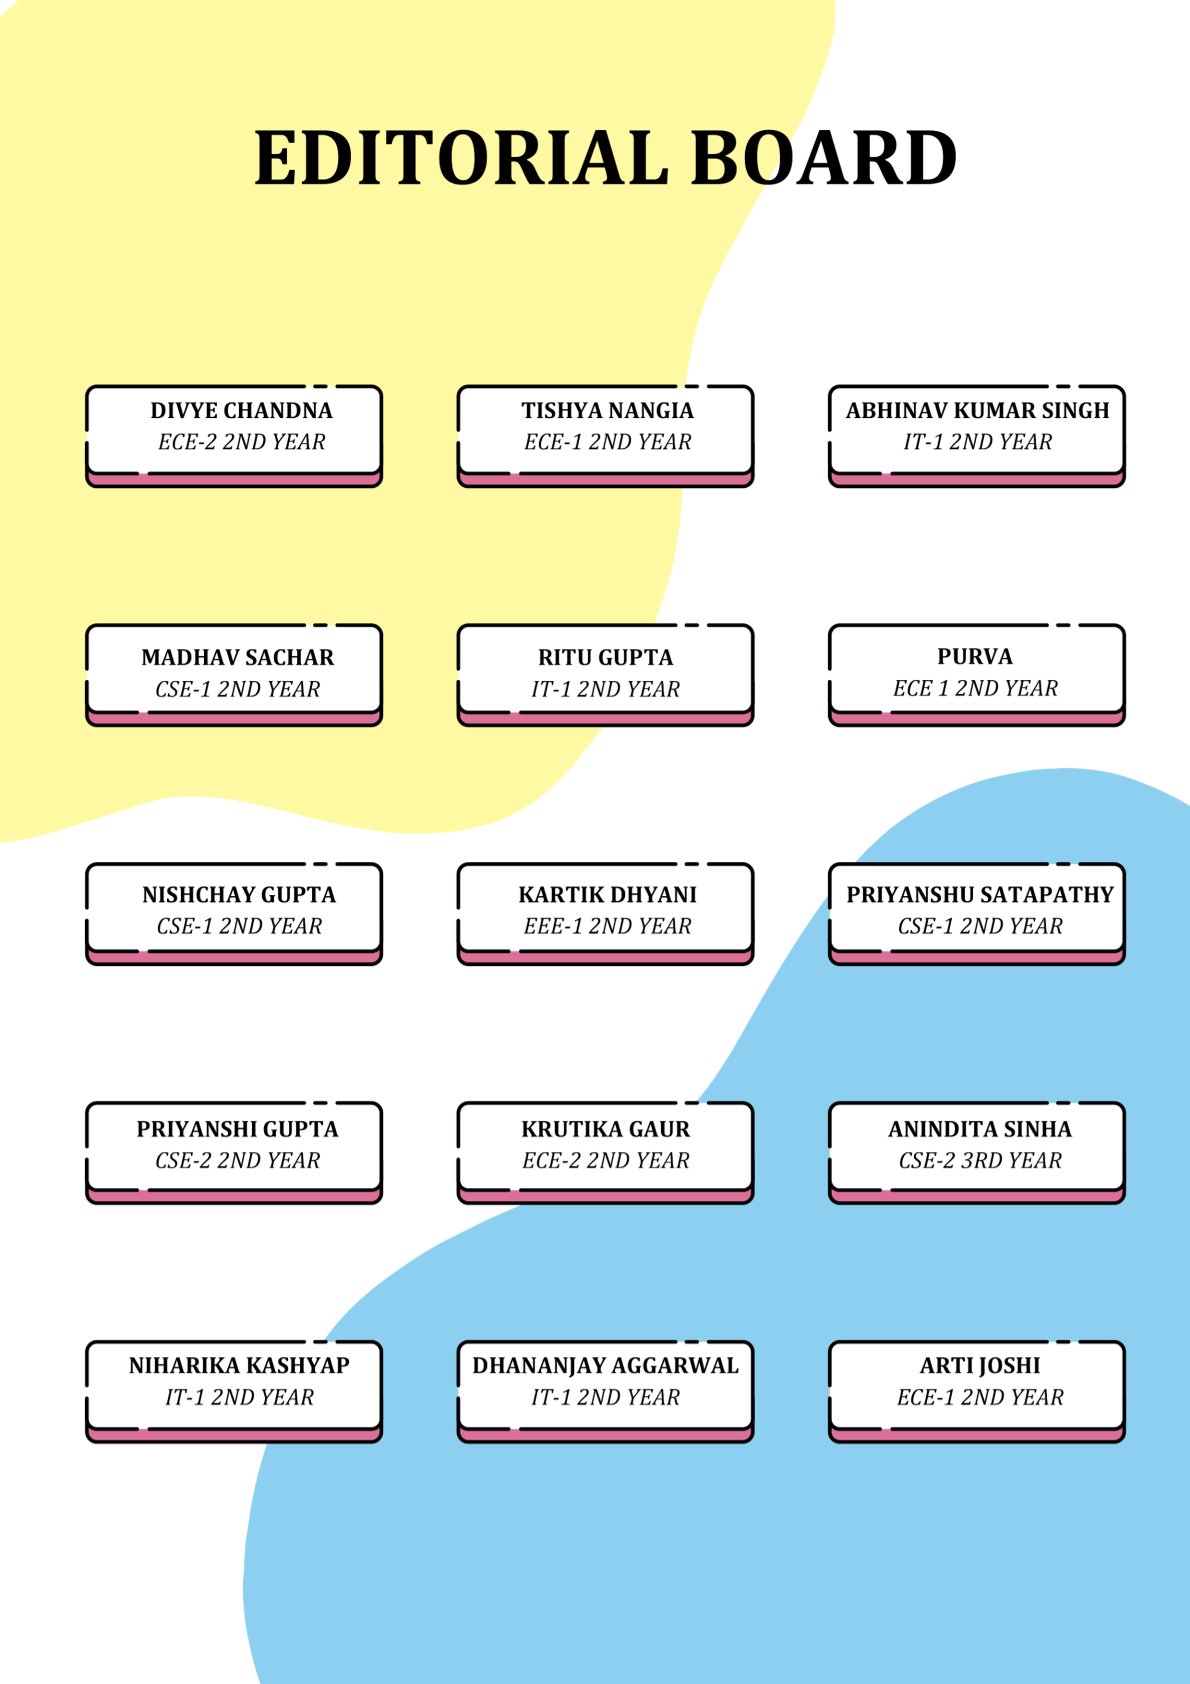 EDITORIAL BOARD
DIVYE CHANDNA
ECE-2 2ND YEAR
TISHYA NANGIA
ECE-1 2ND YEAR
ABHINAV KUMAR SINGH
IT-1 2ND YEAR
MADHAV SACHAR
CSE-1 2ND YEAR
RITU GUPTA
IT-1 2ND YEAR
PURVA
ECE 1 2ND YEAR
NISHCHAY GUPTA
CSE-1 2ND YEAR
KARTIK DHYANI
EEE-1 2ND YEAR
PRIYANSHU SATAPATHY
CSE-1 2ND YEAR
PRIYANSHI GUPTA
CSE-2 2ND YEAR
KRUTIKA GAUR
ECE-2 2ND YEAR
ANINDITA SINHA
CSE-2 3RD YEAR
NIHARIKA KASHYAP
IT-1 2ND YEAR
DHANANJAY AGGARWAL
IT-1 2ND YEAR
ARTI JOSHI
ECE-1 2ND YEAR